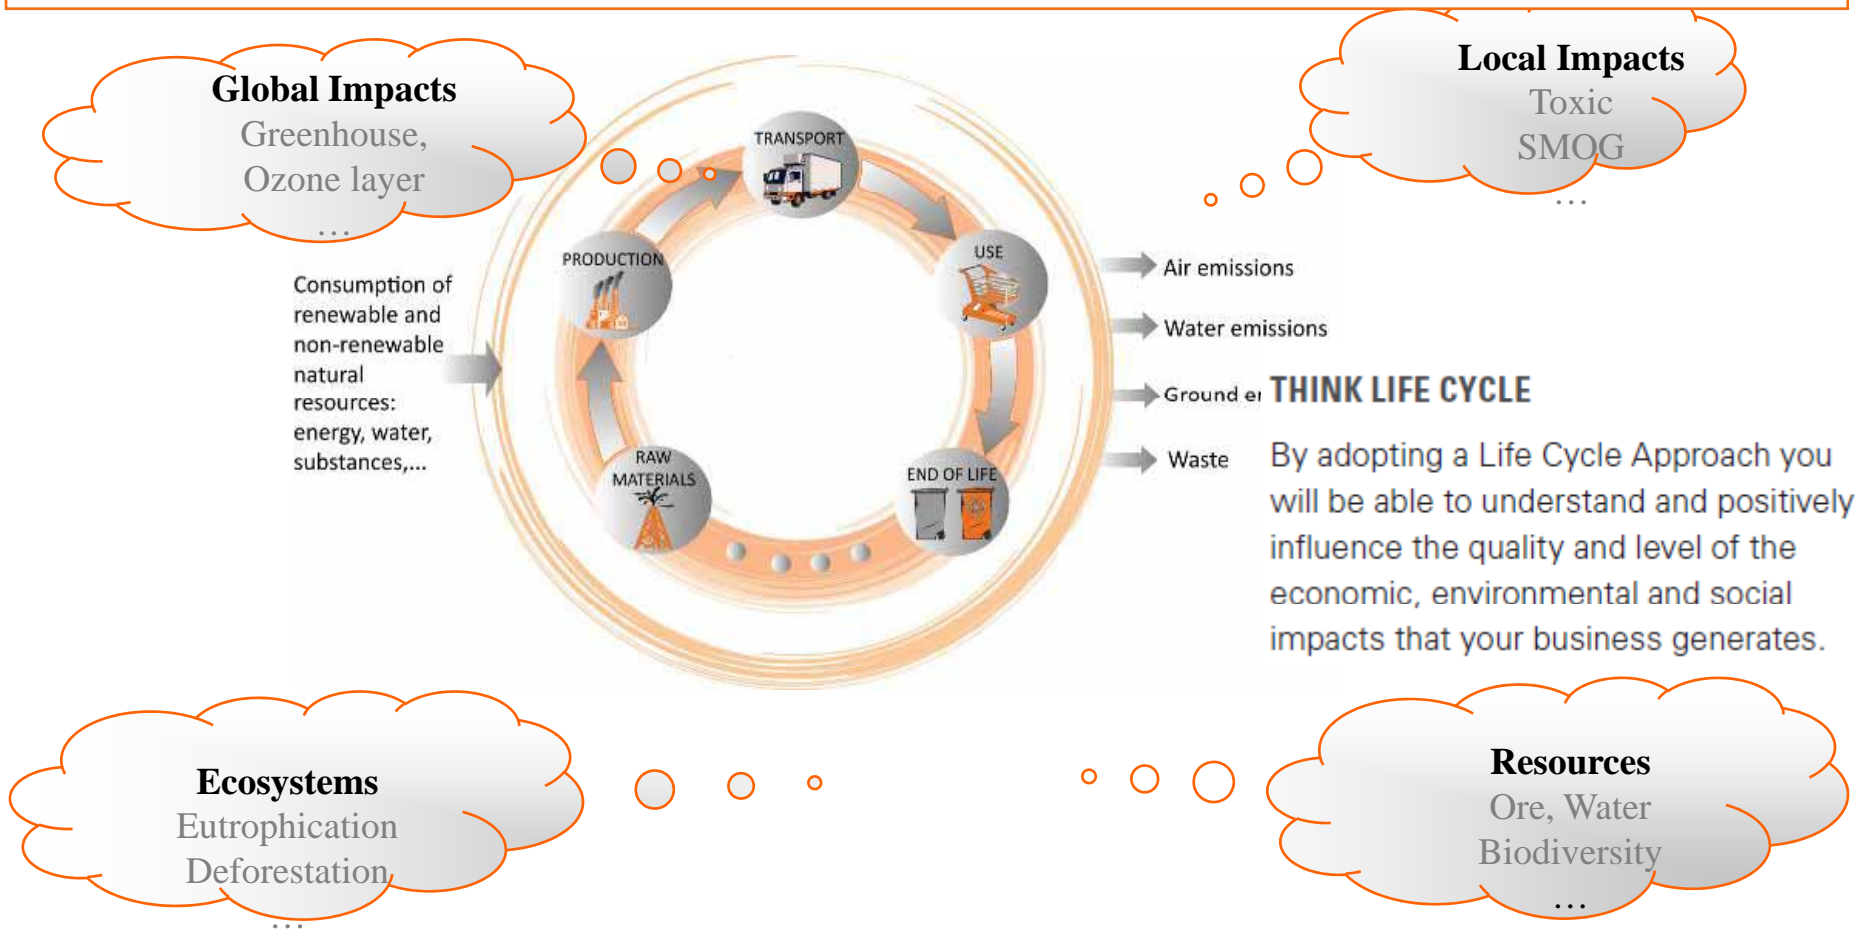 Global Impacts
Greenhouse,
Ozone layer
…
Local Impacts
Toxic
SMOG
…
TRANSPORT
PRODUCTION
USE
RAW
MATERIALS
END OF LIFE
Consumption of
renewable and
non-renewable
natural
resources:
energy, water,
substances,...
Air emissions
Water emissions
Ground
Waste
THINK LIFE CYCLE
By adopting a Life Cycle Approach you
will be able to understand and positively
influence the quality and level of the
economic, environmental and social
impacts that your business generates.
Ecosystems
Eutrophication
Deforestation
…
Resources
Ore, Water
Biodiversity
…